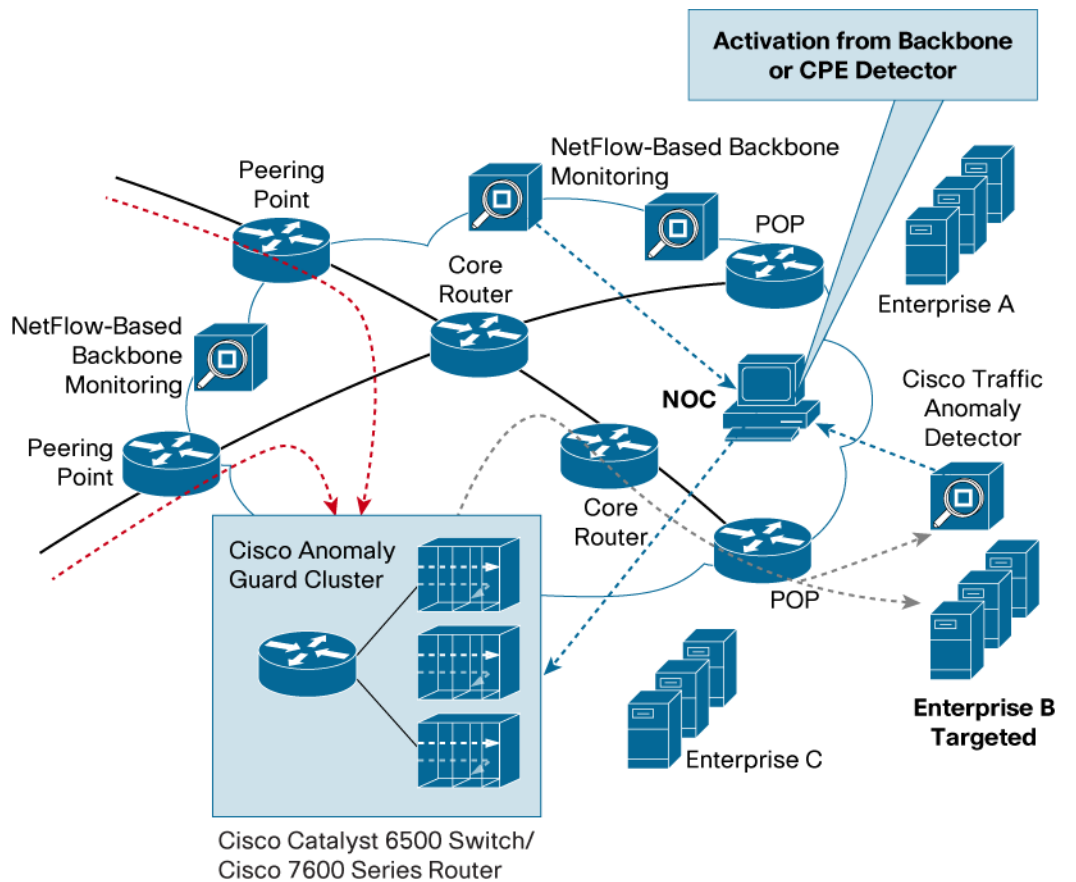 Activation from Backbone
or CPE Detector
NetFlow-Based Backbone
Monitoring
Peering
Point
POP
Core
Router
Enterprise A
NetFlow-Based
Backbone
Monitoring
NOC
Cisco Traffic
Anomaly
Detector
Peering
Point
Core
Router
Cisco Anomaly
Guard Cluster
POP
Enterprise B
Targeted
Enterprise C
Cisco Catalyst 6500 Switch/
Cisco 7600 Series Router